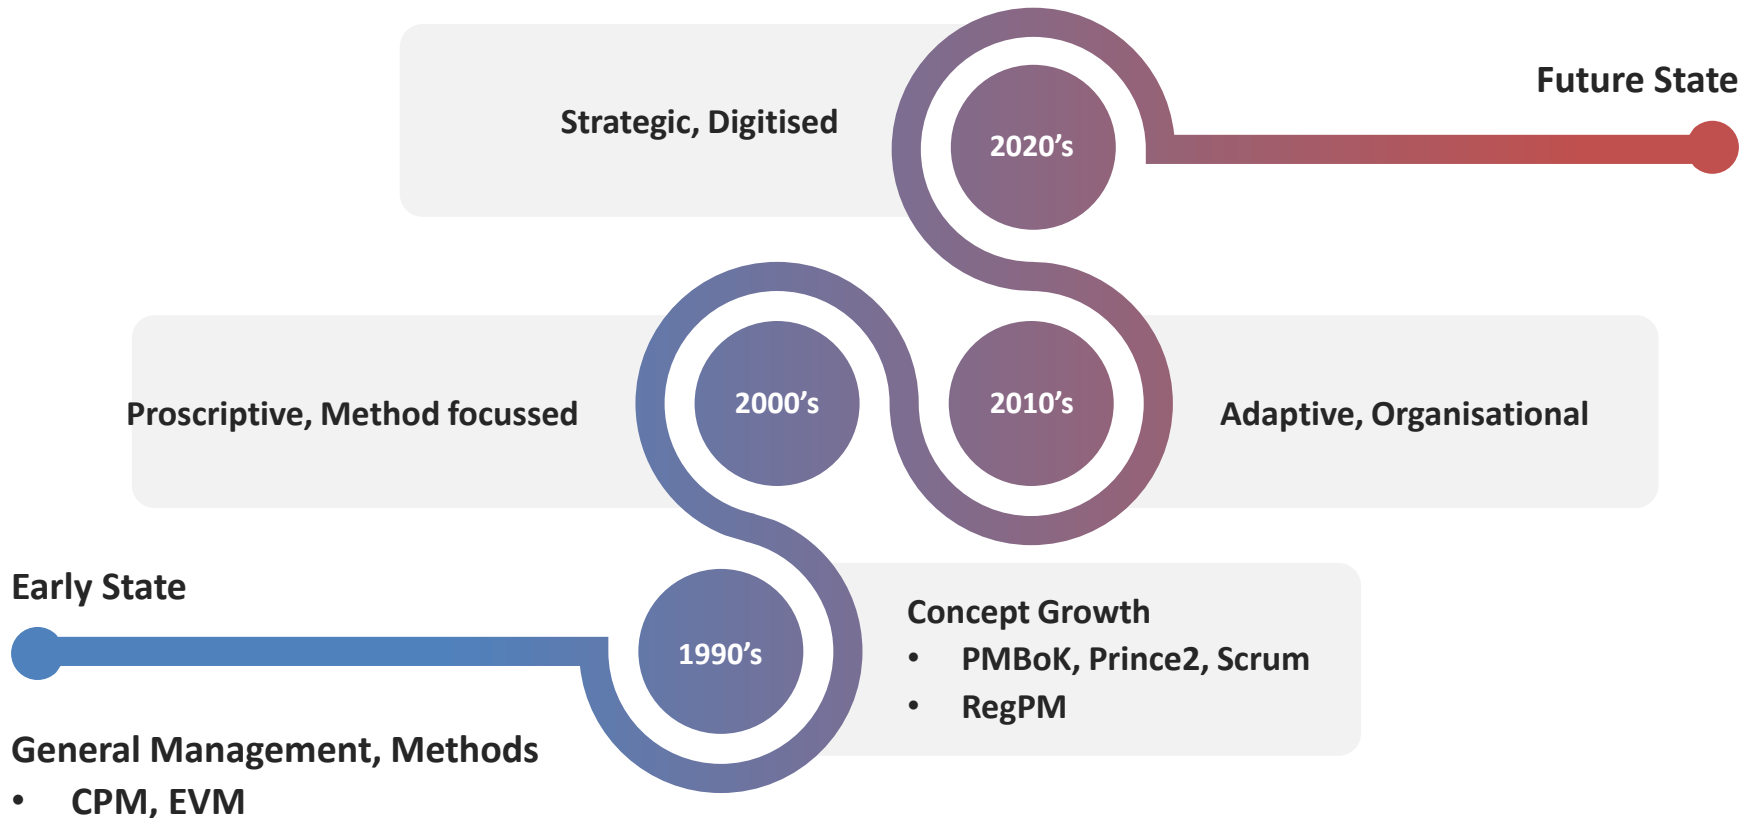 Future State
Strategic, Digitised
2020’s
Proscriptive, Method focussed
2000’s
2010’s
Adaptive, Organisational
Early State
1990’s
Concept Growth
• PMBoK, Prince2, Scrum
• RegPM
General Management, Methods
• CPM, EVM